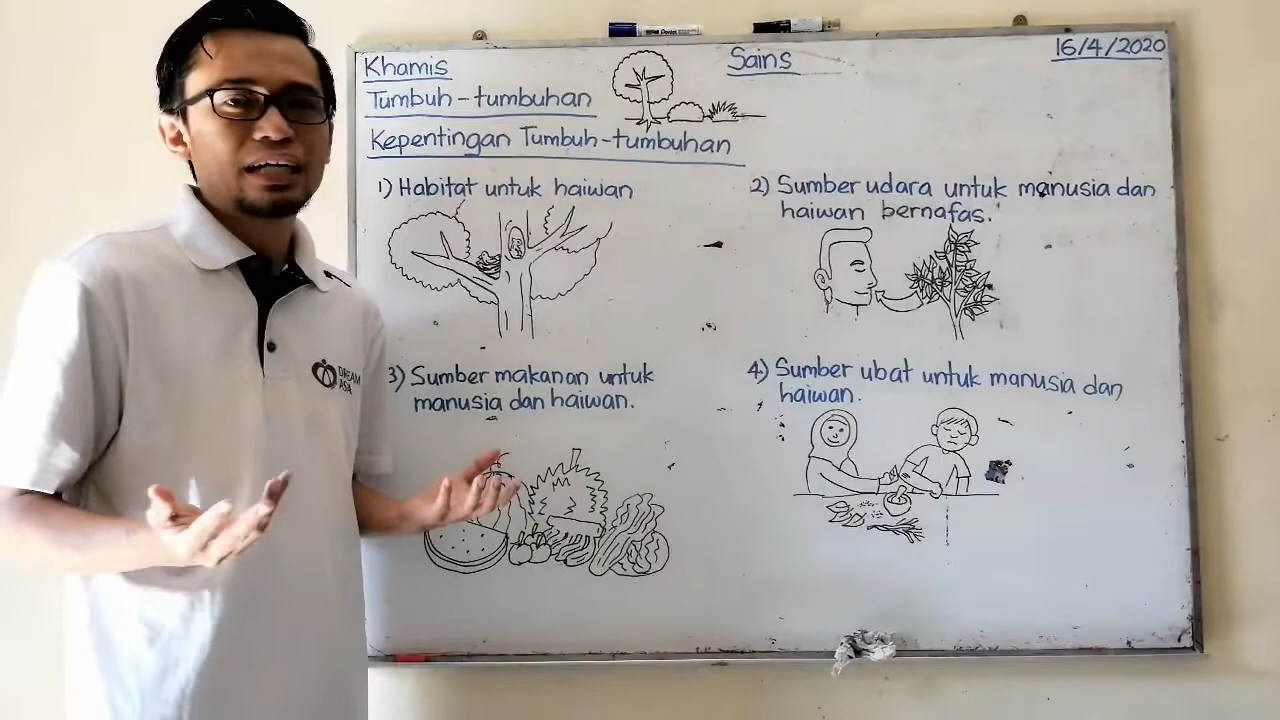 Khamis
Sains
16/4/2020
Tumbuh-tumbuhan
Kepentingan Tumbuh-tumbuhan
1) Habitat untuk haiwan
2) Sumber udara untuk manusia dan
haiwan bernafas.
3) Sumber makanan untuk
manusia dan haiwan.
4) Sumber ubat untuk manusia dan
haiwan.
DREAM
ASIA